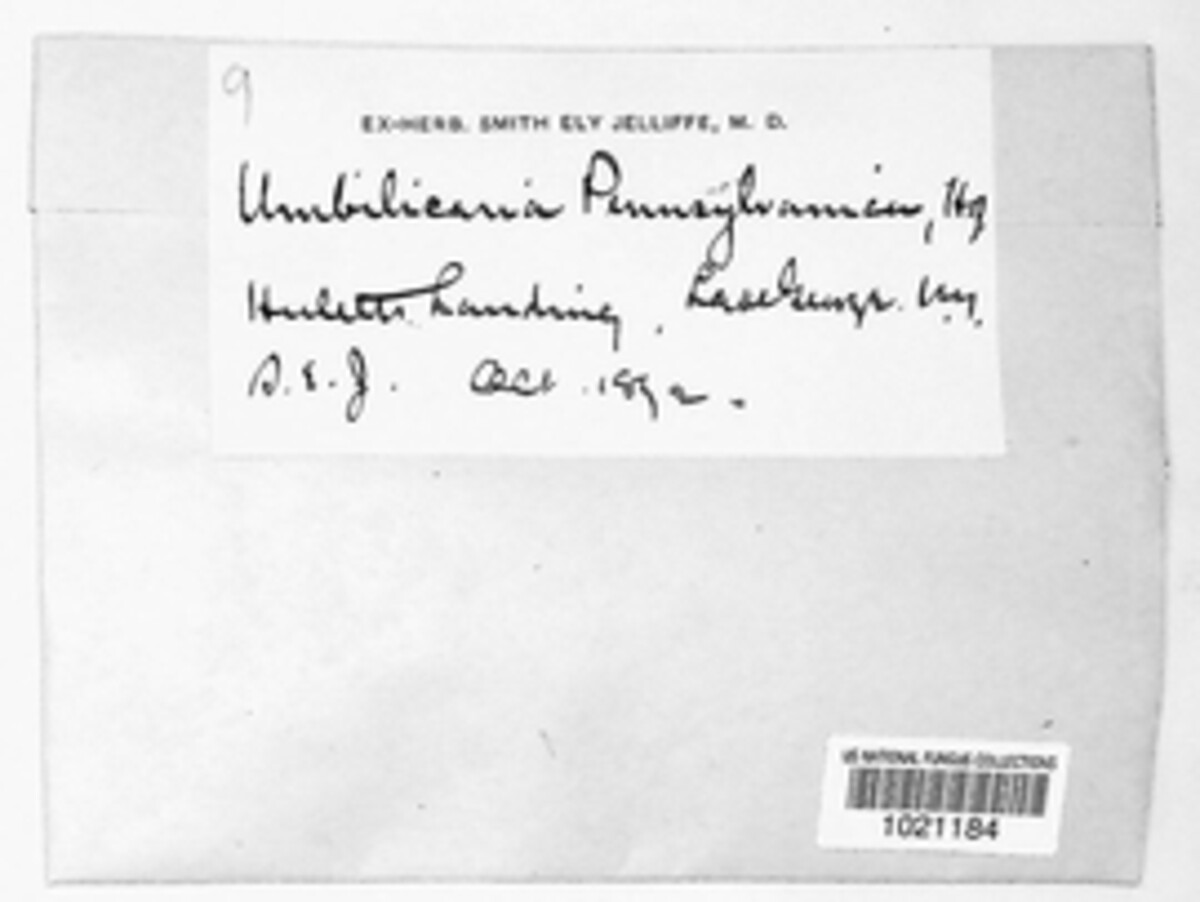 9
EX-HERB. SMITH ELY JELLIFFE, M. D.
Umbilicaria Pennsylvanica, Hg
Huletts Landing, Lake George. N.Y.
S. E. J. Oct. 1892.
US NATIONAL FUNGUS COLLECTIONS
1021184